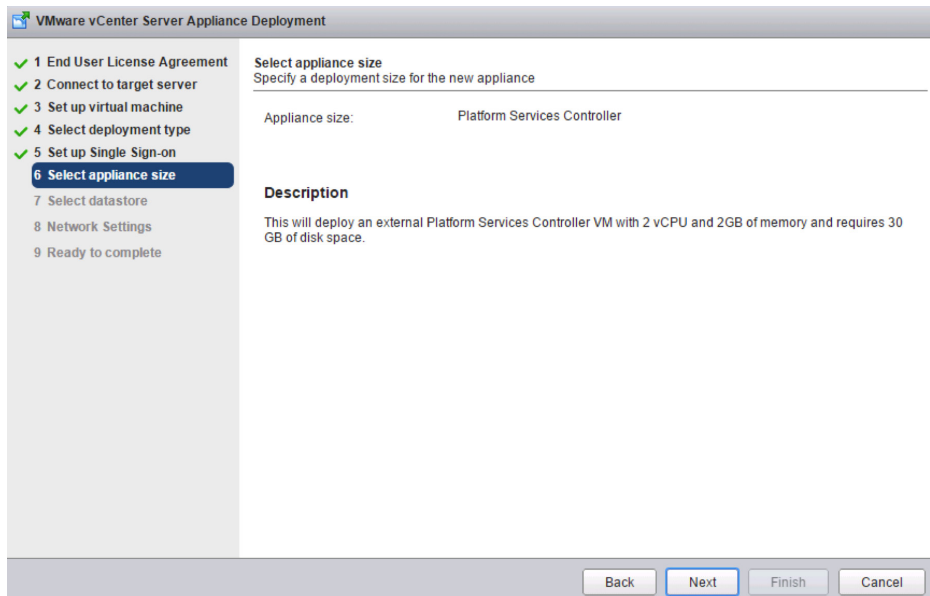 VMware vCenter Server Appliance Deployment
1 End User License Agreement
2 Connect to target server
3 Set up virtual machine
4 Select deployment type
5 Set up Single Sign-on
6 Select appliance size
7 Select datastore
8 Network Settings
9 Ready to complete
Select appliance size
Specify a deployment size for the new appliance
Appliance size: Platform Services Controller
Description
This will deploy an external Platform Services Controller VM with 2 vCPU and 2GB of memory and requires 30
GB of disk space.
Back Next Finish Cancel